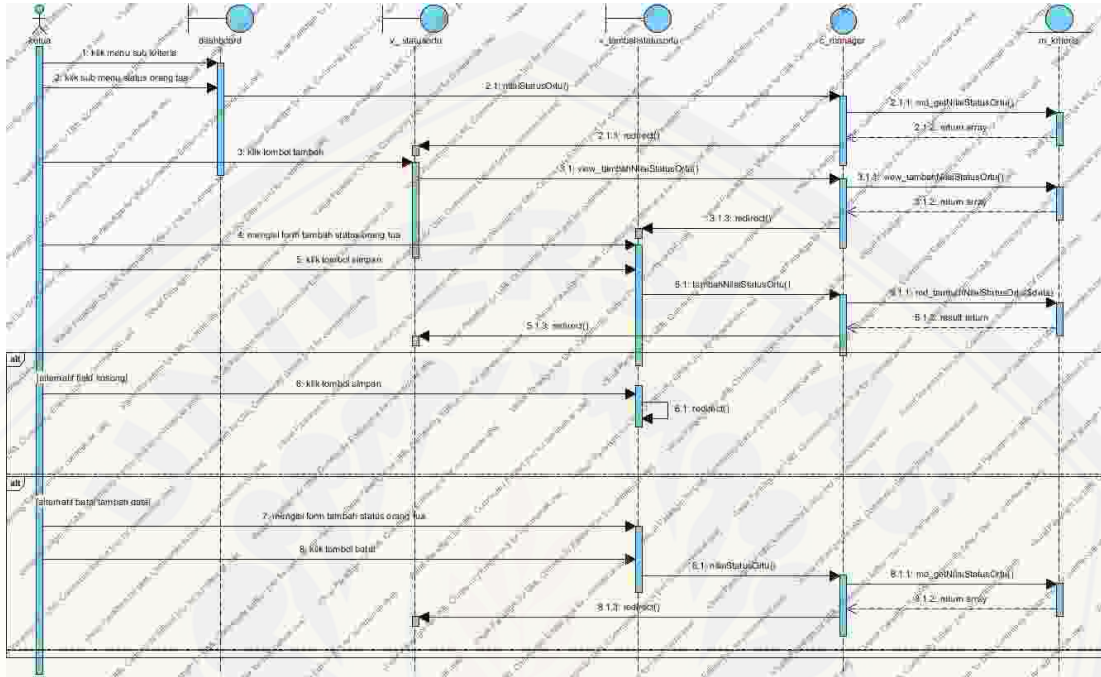 ketua
dashboard
v_statusortu
v_tambahstatusortu
c_manager
m_kriteria
1: klik menu sub kriteria
2: klik sub menu status orang tua
2.1: nilaiStatusOrtu()
2.1.1: md_getNilaiStatusOrtu()
2.1.2: return array
2.1.3: redirect()
3: klik tombol tambah
3.1: view_tambahNilaiStatusOrtu()
3.1.1: view_tambahNilaiStatusOrtu()
3.1.2: return array
3.1.3: redirect()
4: mengisi form tambah status orang tua
5: klik tombol simpan
5.1: tambahNilaiStatusOrtu()
5.1.1: md_tambahNilaiStatusOrtu($data)
5.1.2: result return
5.1.3: redirect()
alt
[alternatif field kosong]
6: klik tombol simpan
6.1: redirect()
alt
[alternatif batal tambah data]
7: mengisi form tambah status orang tua
8: klik tombol batal
8.1: nilaiStatusOrtu()
8.1.1: md_getNilaiStatusOrtu()
8.1.2: return array
8.1.3: redirect()